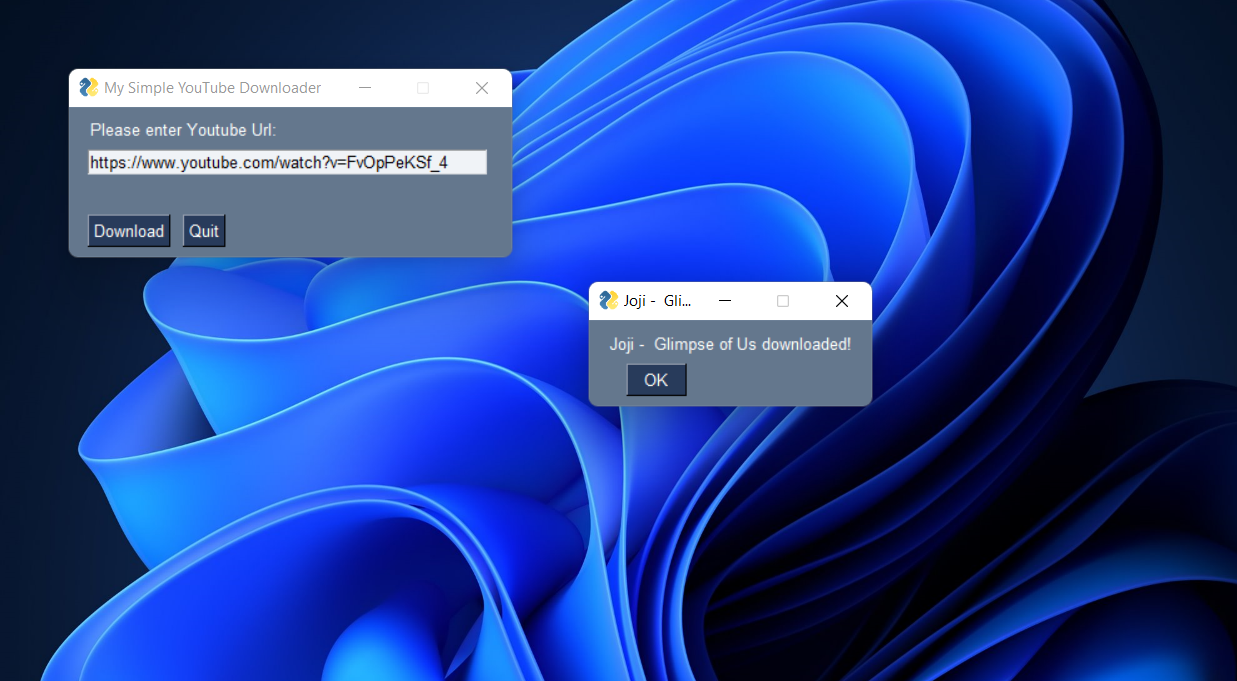 My Simple YouTube Downloader
Please enter Youtube Url:
https://www.youtube.com/watch?v=FvOpPeKSf_4
Download Quit
Joji - Gli...
Joji - Glimpse of Us downloaded!
OK